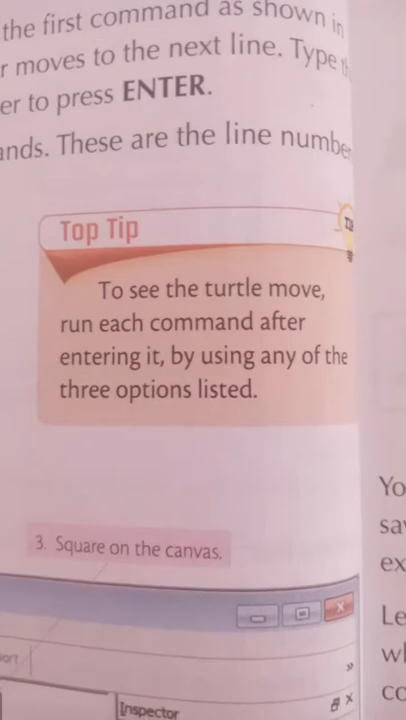 the first command as shown in
r moves to the next line. Type
er to press ENTER.
ands. These are the line number
Top Tip
To see the turtle move,
run each command after
entering it, by using any of the
three options listed.
3. Square on the canvas.
Inspector
Yo
sa
ex
Le
wh
co